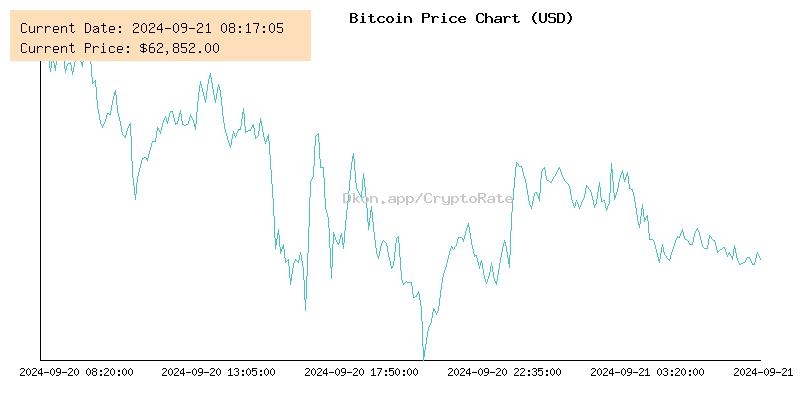 Bitcoin Price Chart (USD)
Current Date: 2024-09-21 08:17:05
Current Price: $62,852.00
Dkon.app/CryptoRate
2024-09-20 08:20:00 2024-09-20 13:05:00 2024-09-20 17:50:00 2024-09-20 22:35:00 2024-09-21 03:20:00 2024-09-21